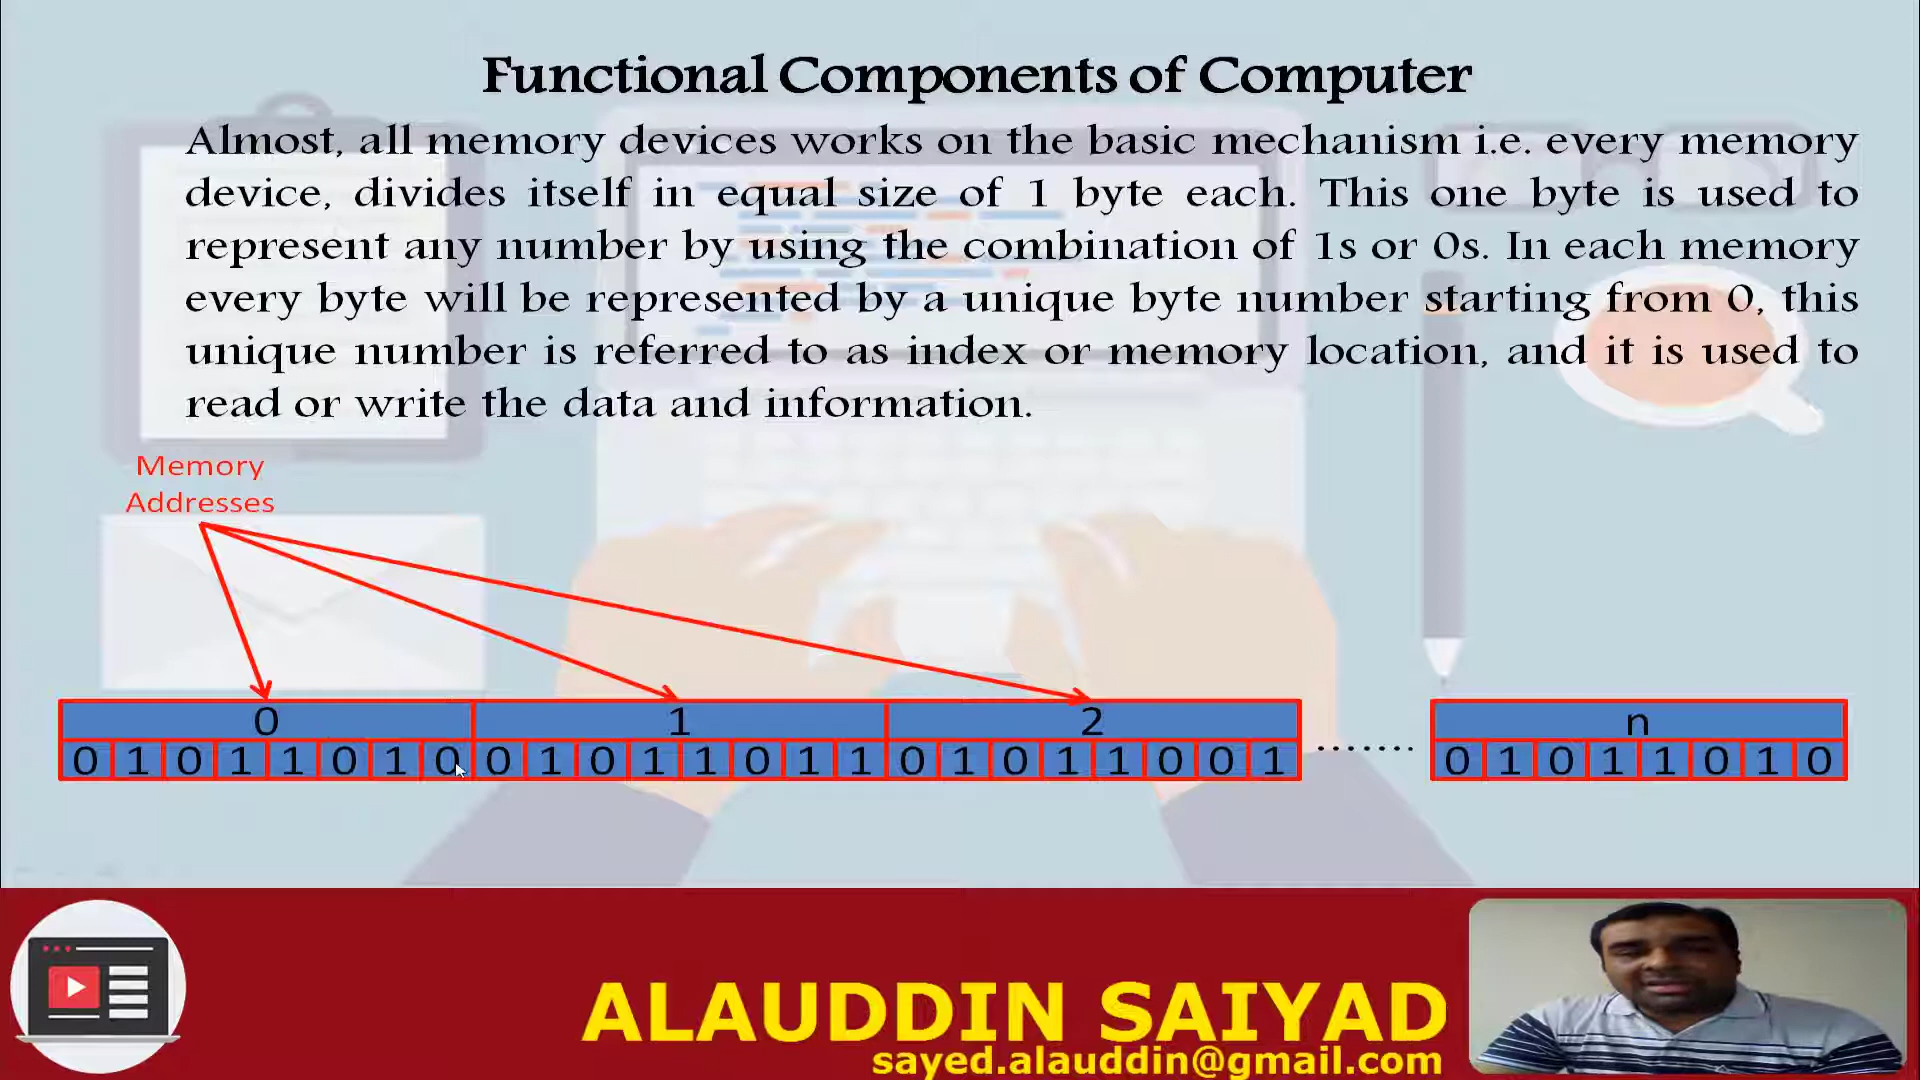 Functional Components of Computer
Almost, all memory devices works on the basic mechanism i.e. every memory
device, divides itself in equal size of 1 byte each. This one byte is used to
represent any number by using the combination of 1s or 0s. In each memory
every byte will be represented by a unique byte number starting from 0, this
unique number is referred to as index or memory location, and it is used to
read or write the data and information.
Memory
Addresses
0 1 2 n
0 1 0 1 1 0 1 0 0 1 0 1 1 0 1 1 0 1 0 1 1 0 0 1 ....... 0 1 0 1 1 0 1 0
ALAUDDIN SAIYAD
sayed.alauddin@gmail.com